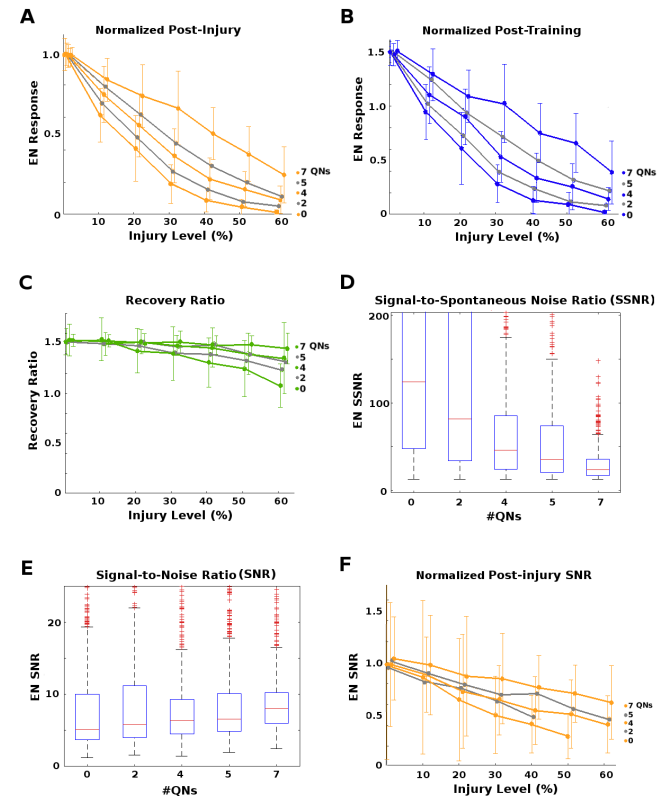 A
Normalized Post-Injury
EN Response
1.0
0.5
0
10 20 30 40 50 60
Injury Level (%)
7 QNs
5
4
2
0
B
Normalized Post-Training
EN Response
1.5
1.0
0.5
0
10 20 30 40 50 60
Injury Level (%)
7 QNs
5
4
2
0
C
Recovery Ratio
Recovery Ratio
1.5
1.0
0.5
0
10 20 30 40 50 60
Injury Level (%)
7 QNs
5
4
2
0
D
Signal-to-Spontaneous Noise Ratio (SSNR)
EN SSNR
200
100
0
0 2 4 5 7
#QNs
E
Signal-to-Noise Ratio (SNR)
EN SNR
20
10
0
0 2 4 5 7
#QNs
F
Normalized Post-injury SNR
EN SNR
1.5
1.0
0.5
0
10 20 30 40 50 60
Injury Level (%)
7 QNs
5
4
2
0